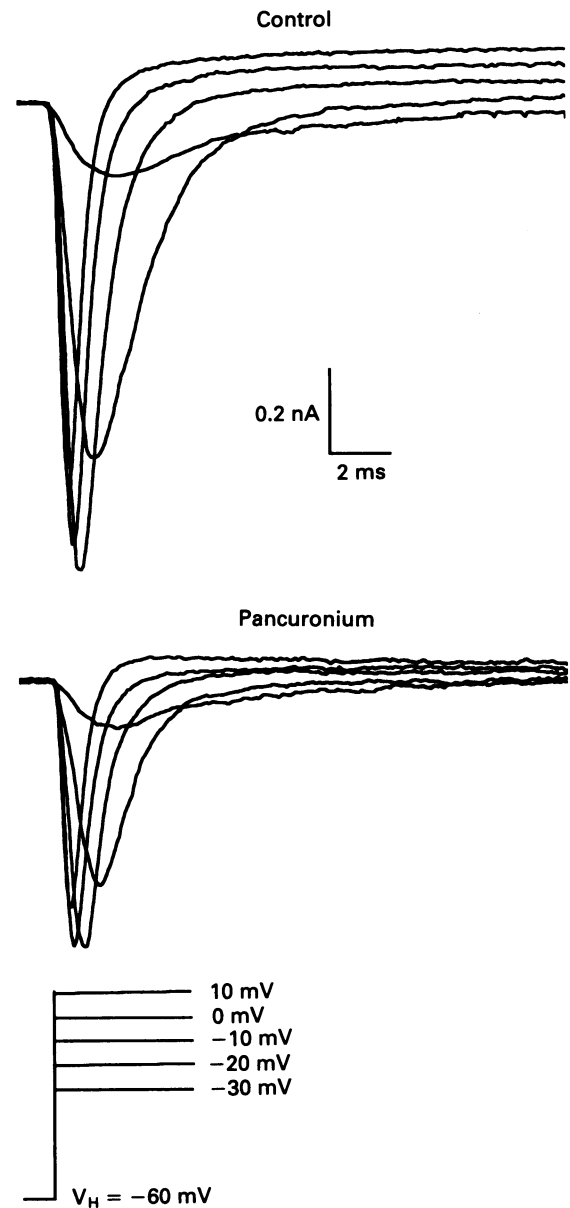 Control
0.2 nA
2 ms
Pancuronium
10 mV
0 mV
−10 mV
−20 mV
−30 mV
V_H = −60 mV